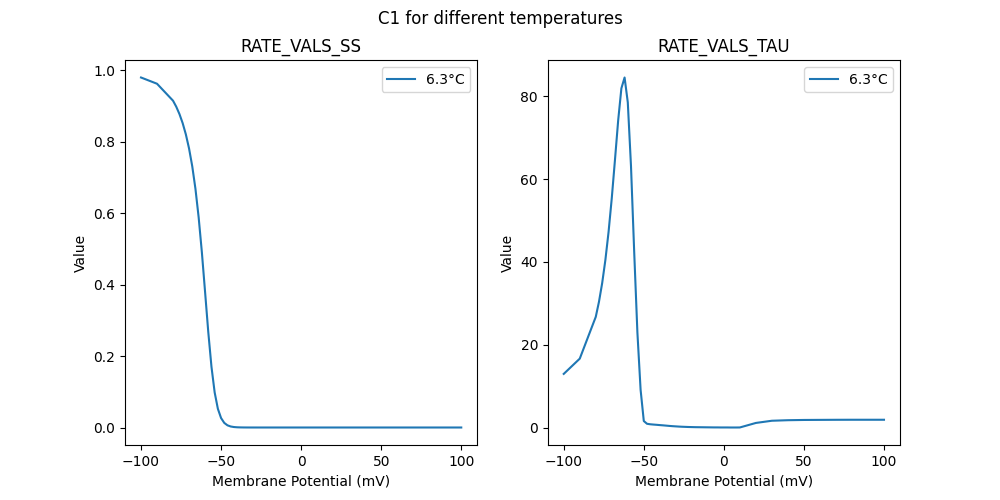 C1 for different temperatures
RATE_VALS_SS
6.3°C
1.0
0.8
0.6
0.4
0.2
0.0
Value
−100
−50
0
50
100
Membrane Potential (mV)
RATE_VALS_TAU
6.3°C
80
60
40
20
0
Value
−100
−50
0
50
100
Membrane Potential (mV)